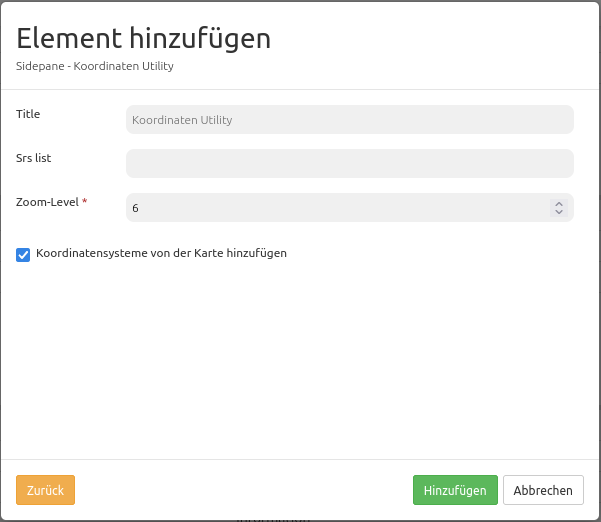 Element hinzufügen
Sidepane - Koordinaten Utility
Title
Koordinaten Utility
Srs list
Zoom-Level *
6
Koordinatensysteme von der Karte hinzufügen
Zurück
Hinzufügen
Abbrechen